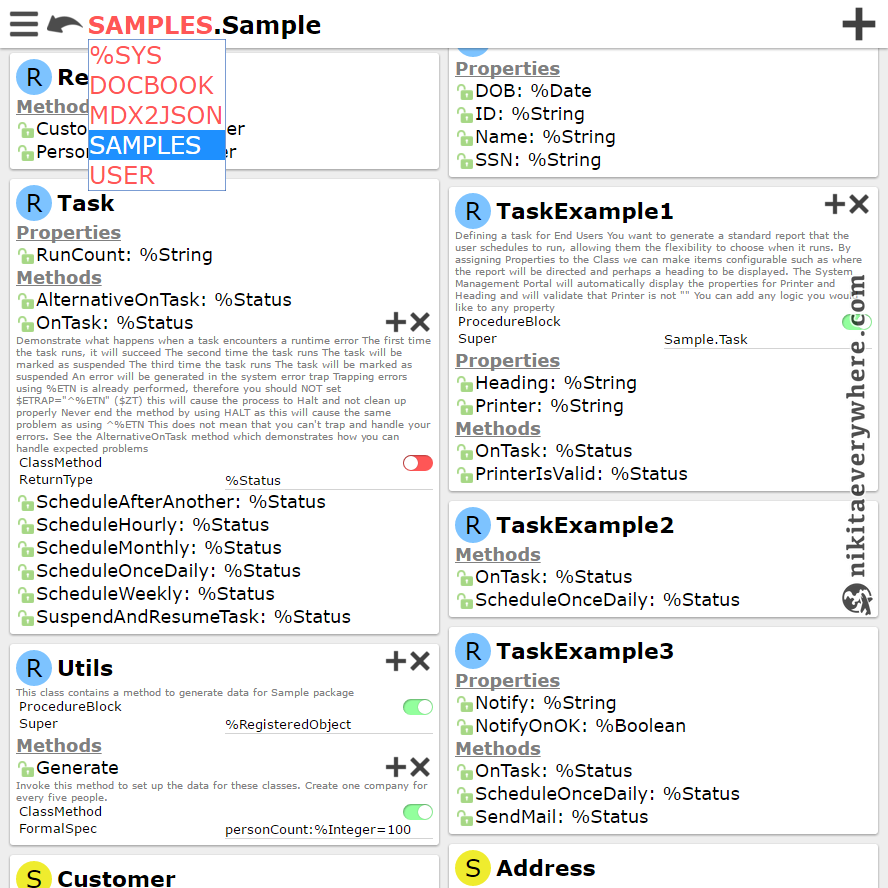 SAMPLES.Sample
%SYS
DOCBOOK
MDX2JSON
SAMPLES
USER
R Re
Method
Custo er
Person r
R Task
Properties
RunCount: %String
Methods
AlternativeOnTask: %Status
OnTask: %Status
Demonstrate what happens when a task encounters a runtime error The first time
the task runs, it will succeed The second time the task runs The task will be
marked as suspended The third time the task runs The task will be marked as
suspended An error will be generated in the system error trap Trapping errors
using %ETN is already performed, therefore you should NOT set
$ETRAP="^%ETN" ($ZT) this will cause the process to Halt and not clean up
properly Never end the method by using HALT as this will cause the same
problem as using ^%ETN This does not mean that you can't trap and handle your
errors. See the AlternativeOnTask method which demonstrates how you can
handle expected problems
ClassMethod
ReturnType %Status
ScheduleAfterAnother: %Status
ScheduleHourly: %Status
ScheduleMonthly: %Status
ScheduleOnceDaily: %Status
ScheduleWeekly: %Status
SuspendAndResumeTask: %Status
R Utils
This class contains a method to generate data for Sample package
ProcedureBlock
Super %RegisteredObject
Methods
Generate
Invoke this method to set up the data for these classes. Create one company for
every five people.
ClassMethod
FormalSpec personCount:%Integer=100
S Customer
Properties
DOB: %Date
ID: %String
Name: %String
SSN: %String
R TaskExample1
Defining a task for End Users You want to generate a standard report that the
user schedules to run, allowing them the flexibility to choose when it runs. By
assigning Properties to the Class we can make items configurable such as where
the report will be directed and perhaps a heading to be displayed. The System
Management Portal will automatically display the properties for Printer and
Heading and will validate that Printer is not "" You can add any logic you would
like to any property
ProcedureBlock
Super Sample.Task
Properties
Heading: %String
Printer: %String
Methods
OnTask: %Status
PrinterIsValid: %Status
R TaskExample2
Methods
OnTask: %Status
ScheduleOnceDaily: %Status
R TaskExample3
Properties
Notify: %String
NotifyOnOK: %Boolean
Methods
OnTask: %Status
ScheduleOnceDaily: %Status
SendMail: %Status
S Address
nikitaeverywhere.com